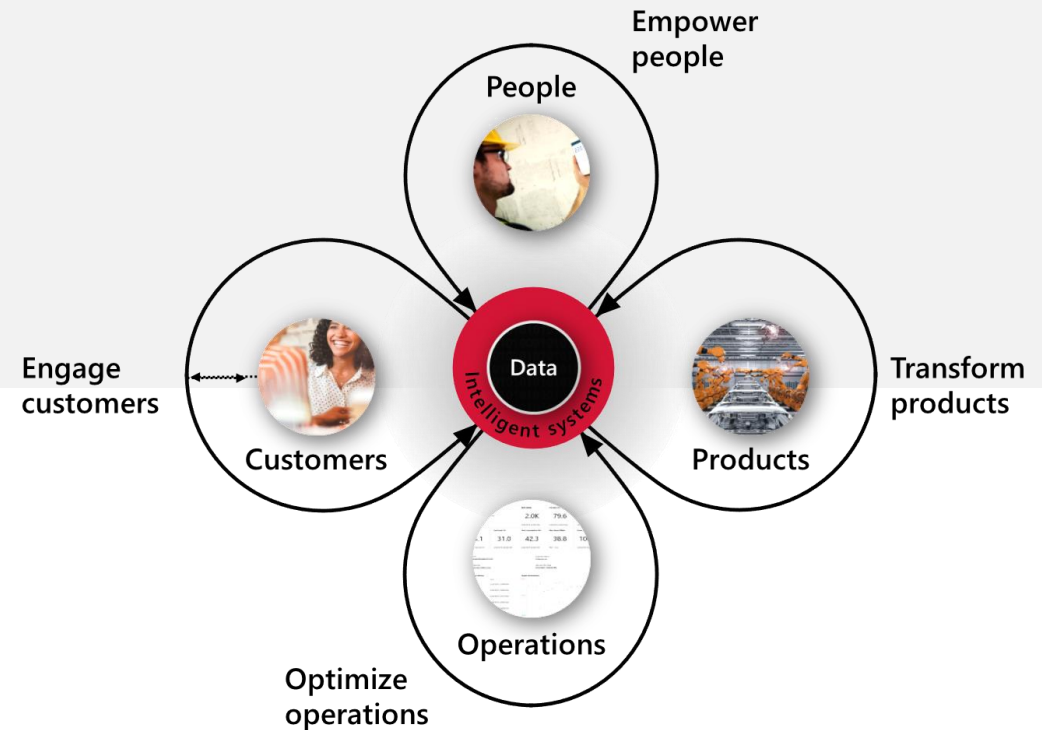 Empower
people
People
Engage
customers
Customers
Data
Intelligent systems
Transform
products
Products
2.0K 79.6
31.0 42.3 38.8
Operations
Optimize
operations